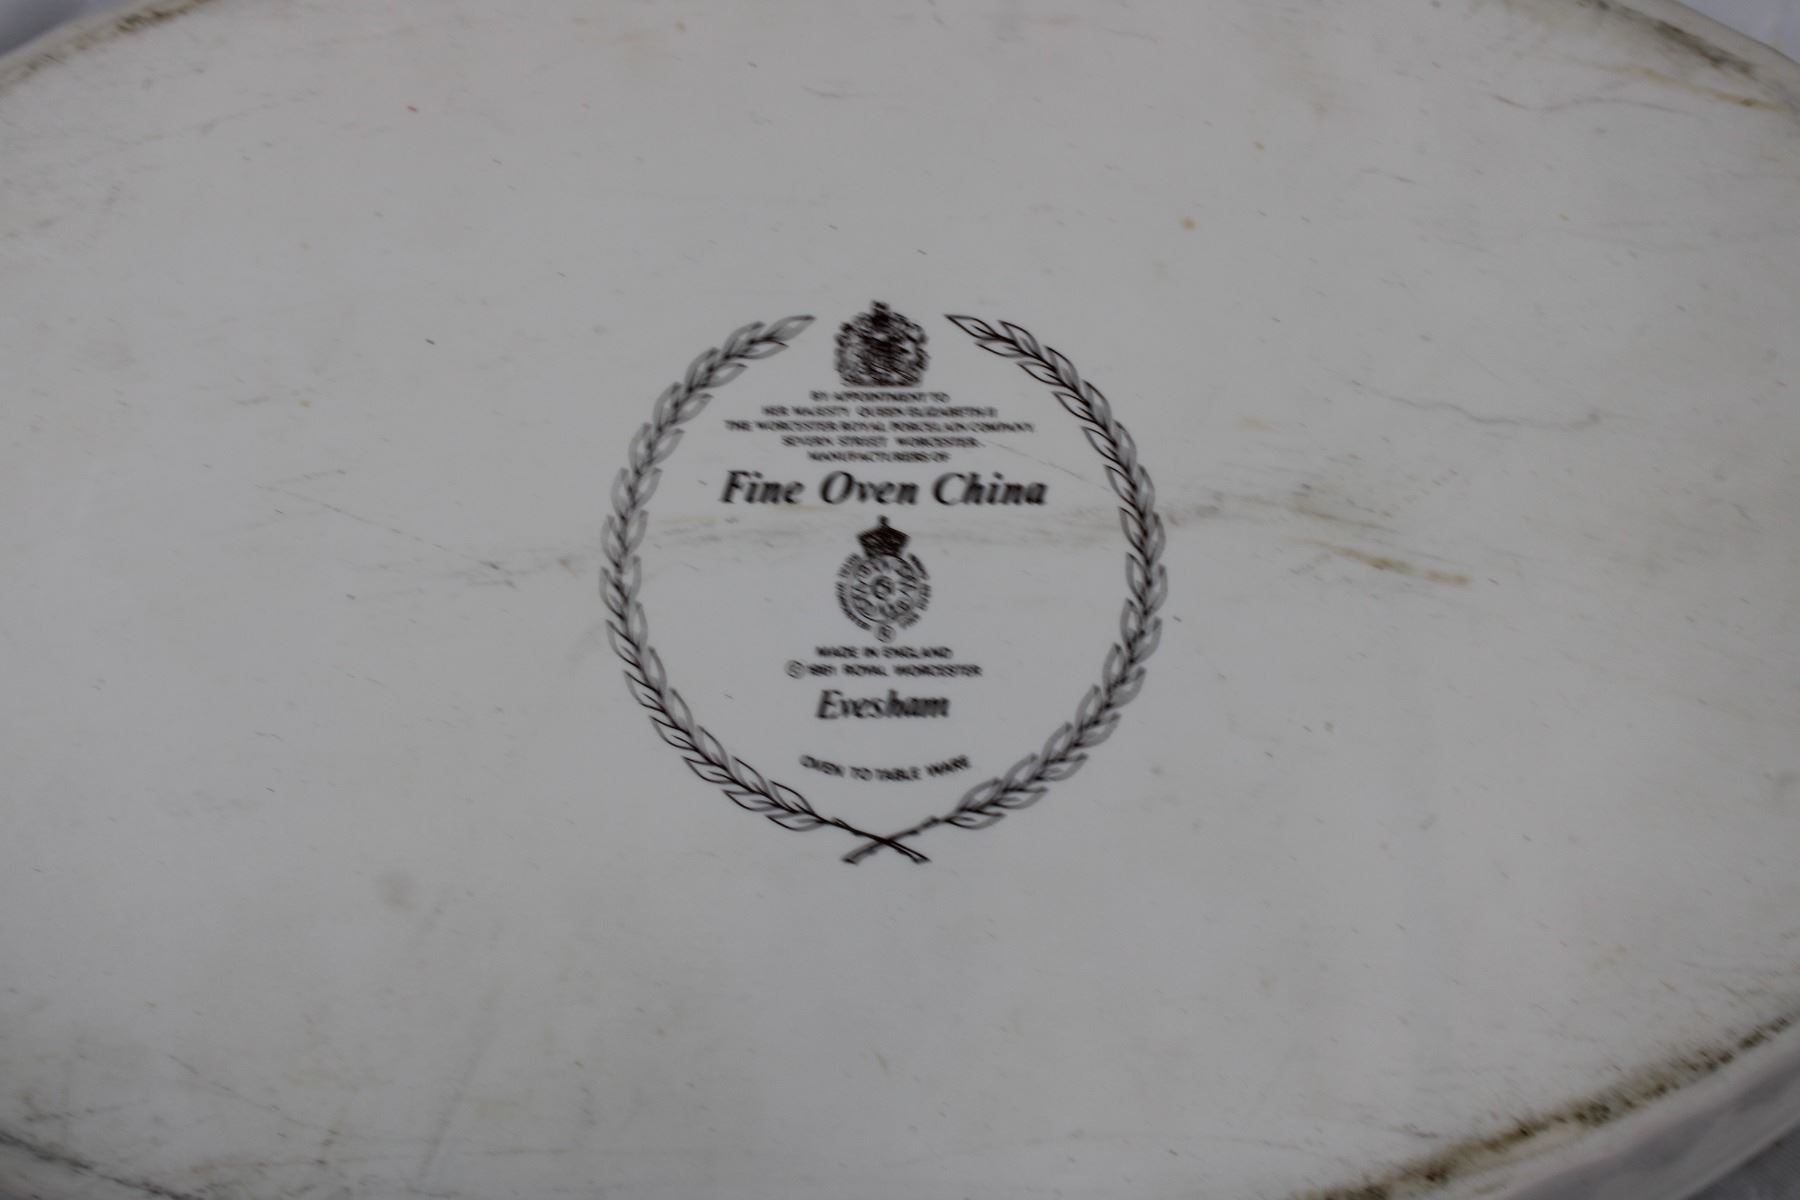 BY APPOINTMENT TO
HER MAJESTY QUEEN ELIZABETH II
THE WORCESTER ROYAL PORCELAIN COMPANY
SEVERN STREET WORCESTER
MANUFACTURERS OF
Fine Oven China
MADE IN ENGLAND
© ROYAL WORCESTER
Evesham
OVEN TO TABLE WARE